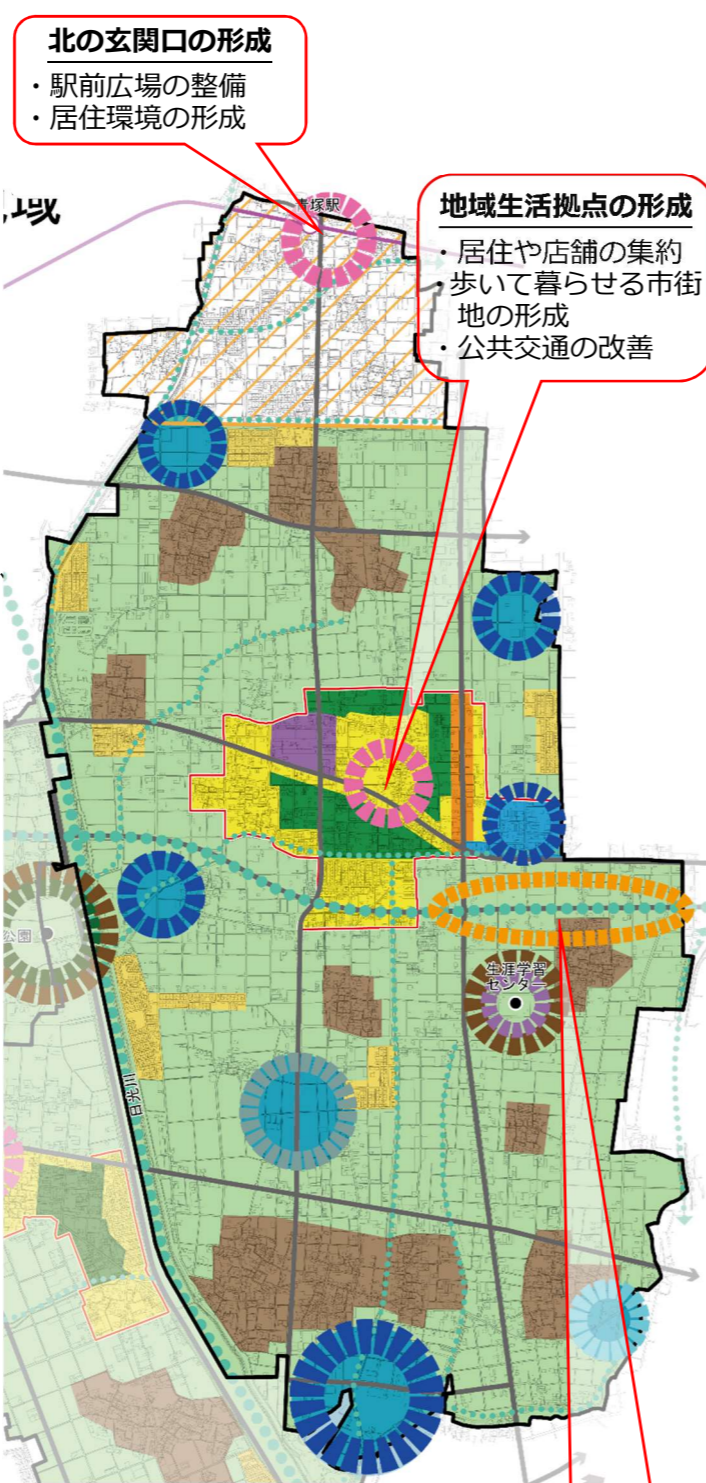 北の玄関口の形成
・駅前広場の整備
・居住環境の形成
域
青塚駅
地域生活拠点の形成
・居住や店舗の集約
・歩いて暮らせる市街
地の形成
・公共交通の改善
公園
生涯学習
センター
日光川